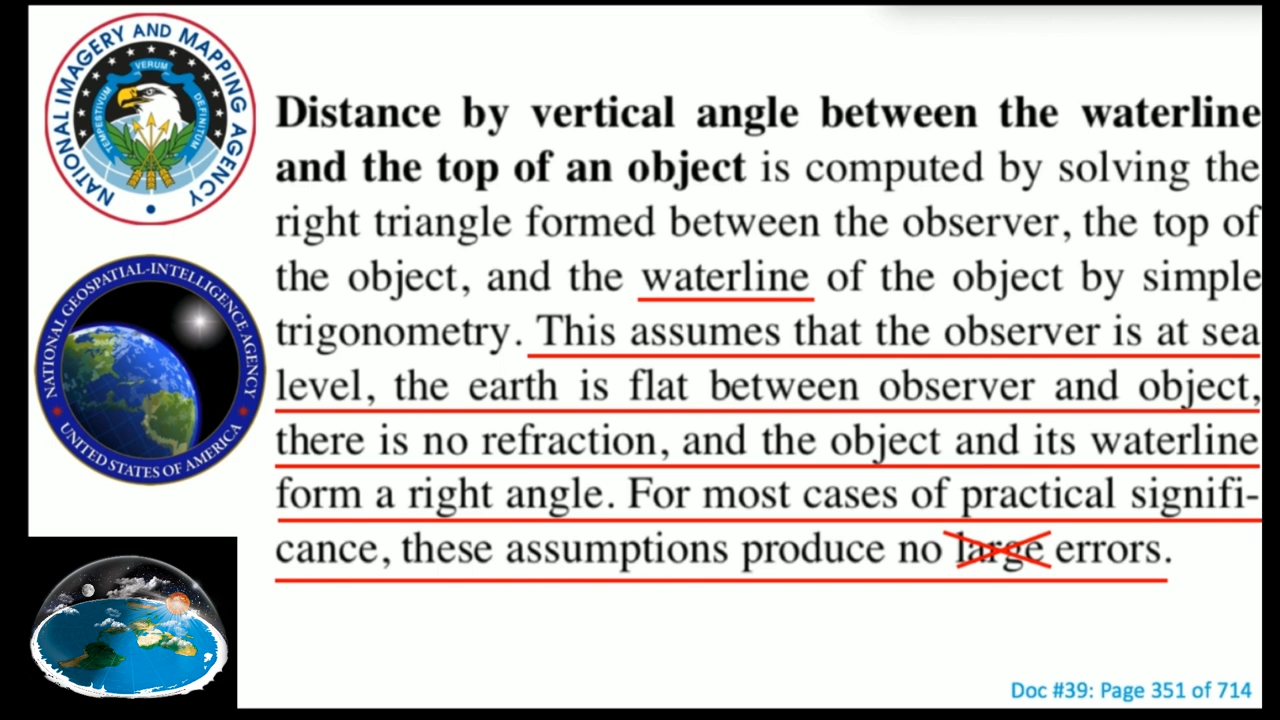 NATIONAL IMAGERY AND MAPPING AGENCY
TEMPESTIVUM VERUM DEFINITUM
NATIONAL GEOSPATIAL-INTELLIGENCE AGENCY
UNITED STATES OF AMERICA
Distance by vertical angle between the waterline
and the top of an object is computed by solving the
right triangle formed between the observer, the top of
the object, and the waterline of the object by simple
trigonometry. This assumes that the observer is at sea
level, the earth is flat between observer and object,
there is no refraction, and the object and its waterline
form a right angle. For most cases of practical signifi-
cance, these assumptions produce no large errors.
Doc #39: Page 351 of 714